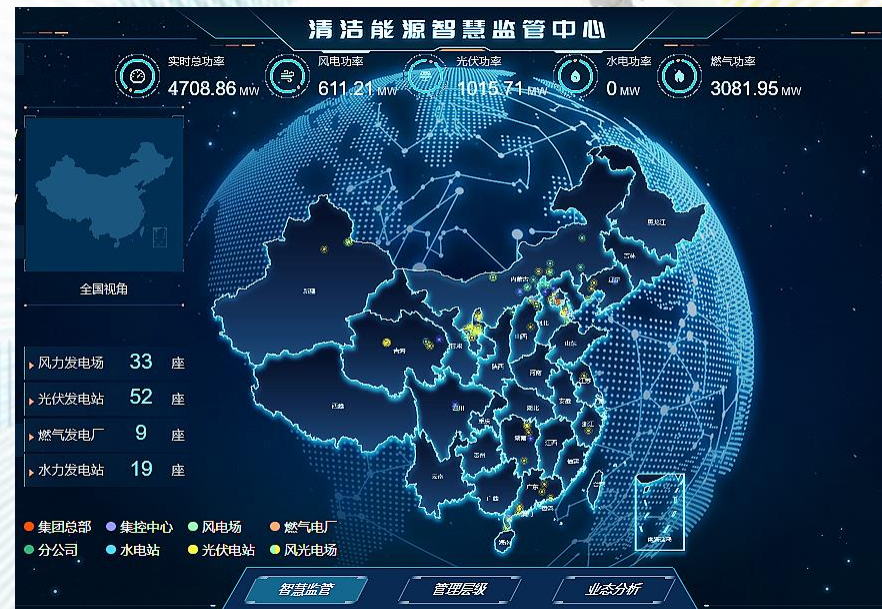 清洁能源智慧监管中心
实时总功率
4708.86 MW
风电功率
611.21 MW
光伏功率
1015.71 MW
水电功率
0 MW
燃气功率
3081.95 MW
全国视角
风力发电场 33 座
光伏发电站 52 座
燃气发电厂 9 座
水力发电站 19 座
黑龙江
吉林
辽宁
内蒙古
新疆
甘肃
青海
山西
河北
山东
陕西
河南
江苏
西藏
四川
重庆
湖北
安徽
浙江
湖南
江西
贵州
福建
云南
广西
广东
台湾
海南
南海诸岛
集团总部 集控中心 风电场 燃气电厂
分公司 水电站 光伏电站 风光电场
智慧监管 管理层级 业态分析